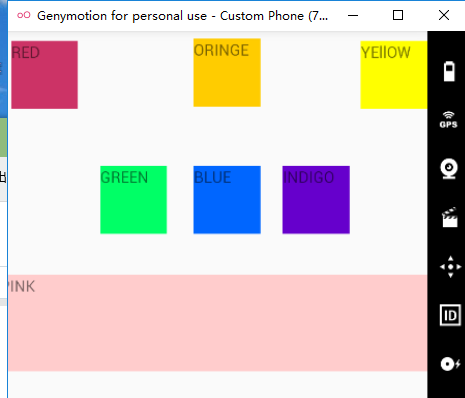 Genymotion for personal use - Custom Phone (7...
RED
ORINGE
YEllOW
GREEN
BLUE
INDIGO
PINK
GPS
ID